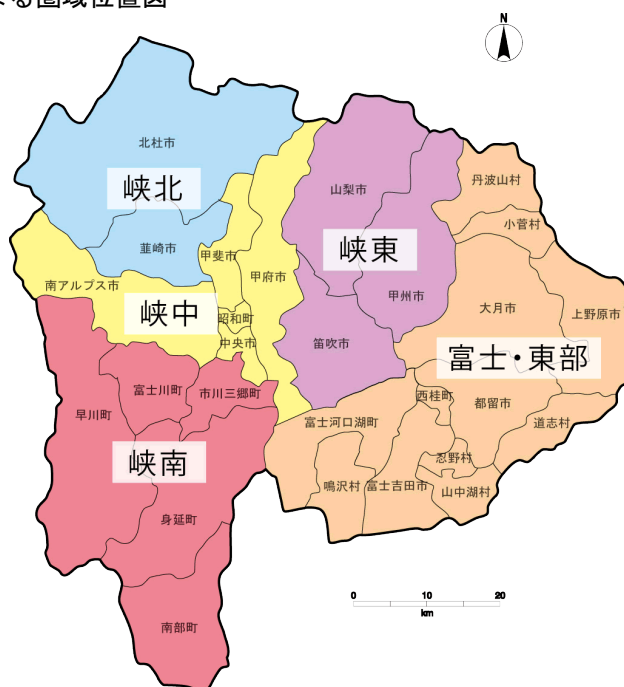 る圏域位置図
N
北杜市
峡北
韮崎市
山梨市
峡東
甲州市
笛吹市
丹波山村
小菅村
大月市
上野原市
富士・東部
西桂町
都留市
道志村
富士河口湖町
忍野村
鳴沢村
富士吉田市
山中湖村
甲斐市
甲府市
南アルプス市
峡中
昭和町
中央市
富士川町
市川三郷町
早川町
峡南
身延町
南部町
0 10 20
km